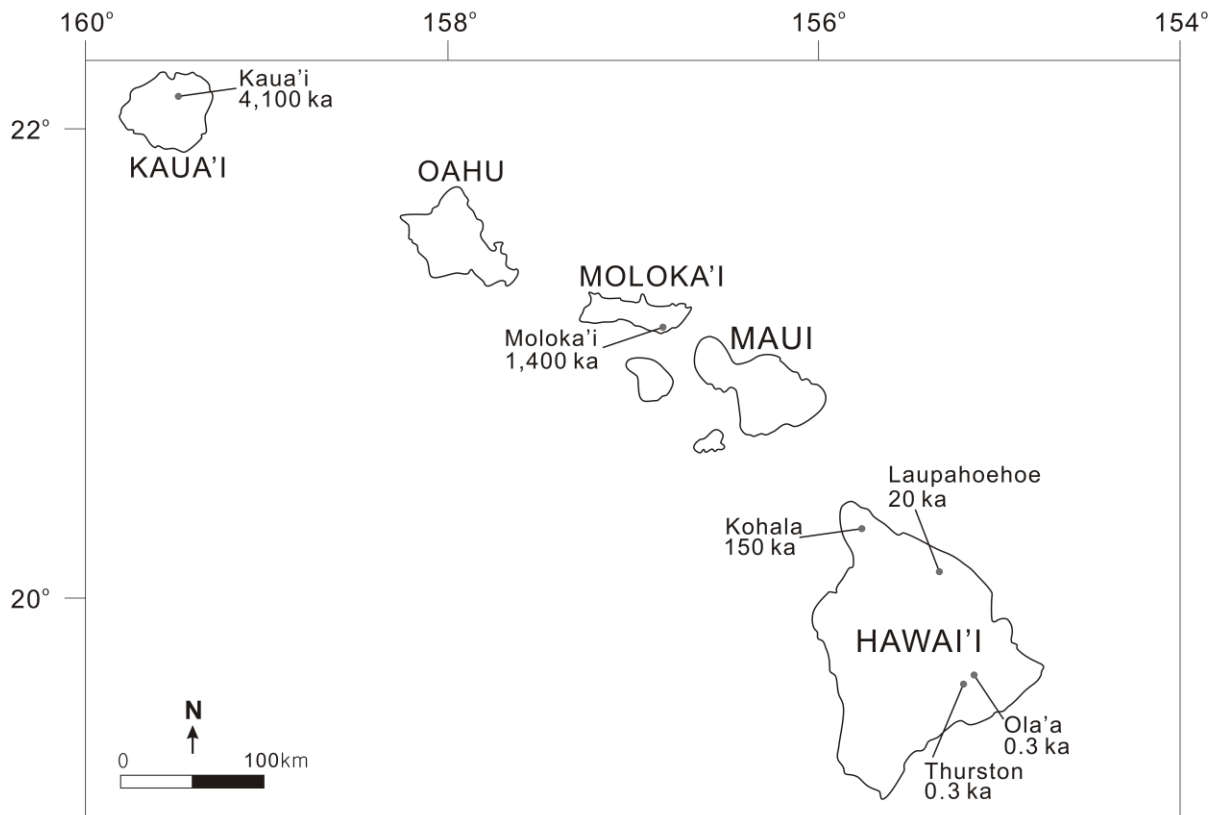 160° 158° 156° 154°
Kaua'i
4,100 ka
22°
KAUA'I
OAHU
MOLOKA'I
Moloka'i
1,400 ka
MAUI
Laupahoehoe
20 ka
Kohala
150 ka
20°
HAWAI'I
N
0 100km
Ola'a
0.3 ka
Thurston
0.3 ka